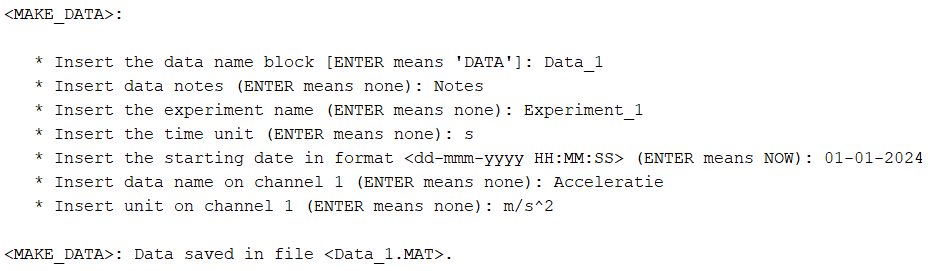 <MAKE_DATA>:
* Insert the data name block [ENTER means 'DATA']: Data_1
* Insert data notes (ENTER means none): Notes
* Insert the experiment name (ENTER means none): Experiment_1
* Insert the time unit (ENTER means none): s
* Insert the starting date in format <dd-mmm-yyyy HH:MM:SS> (ENTER means NOW): 01-01-2024
* Insert data name on channel 1 (ENTER means none): Acceleratie
* Insert unit on channel 1 (ENTER means none): m/s^2
<MAKE_DATA>: Data saved in file <Data_1.MAT>.